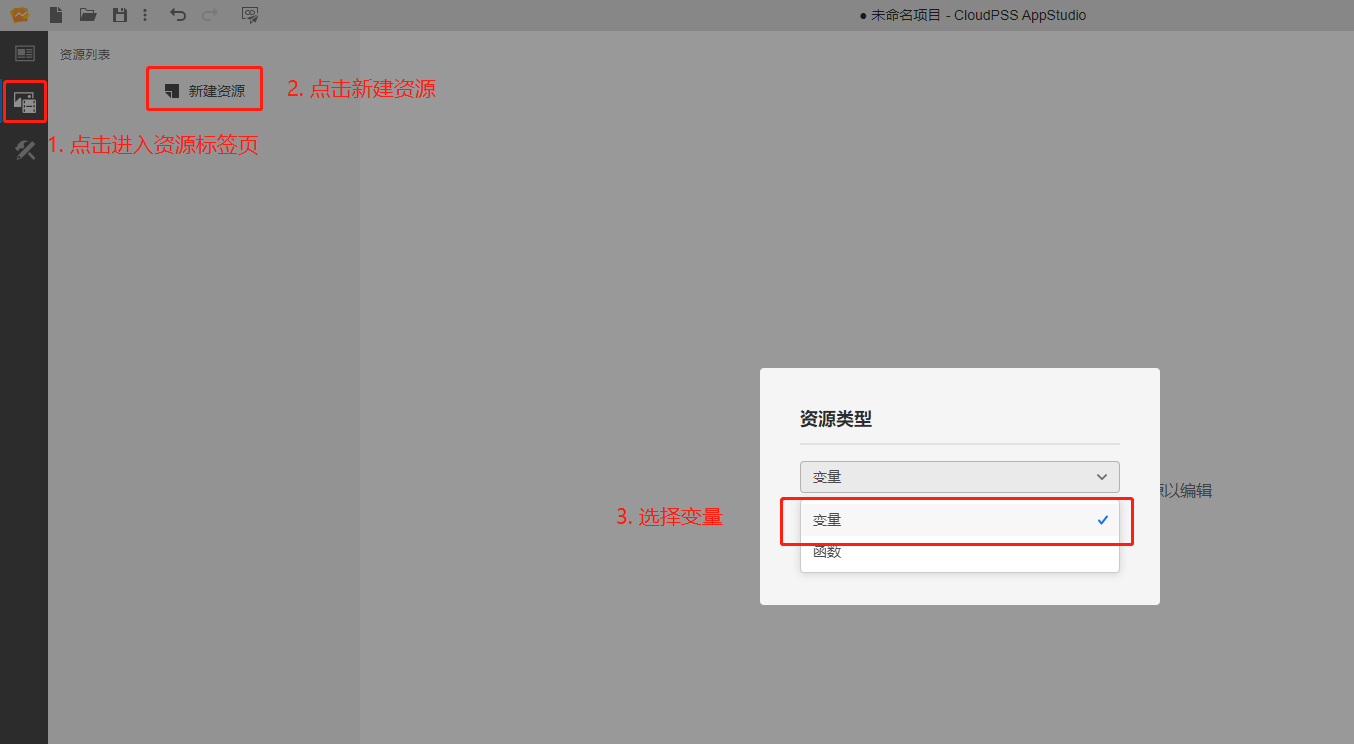 ● 未命名项目 - CloudPSS AppStudio
资源列表
新建资源
2. 点击新建资源
1. 点击进入资源标签页
资源类型
变量
以编辑
3. 选择变量
变量
函数